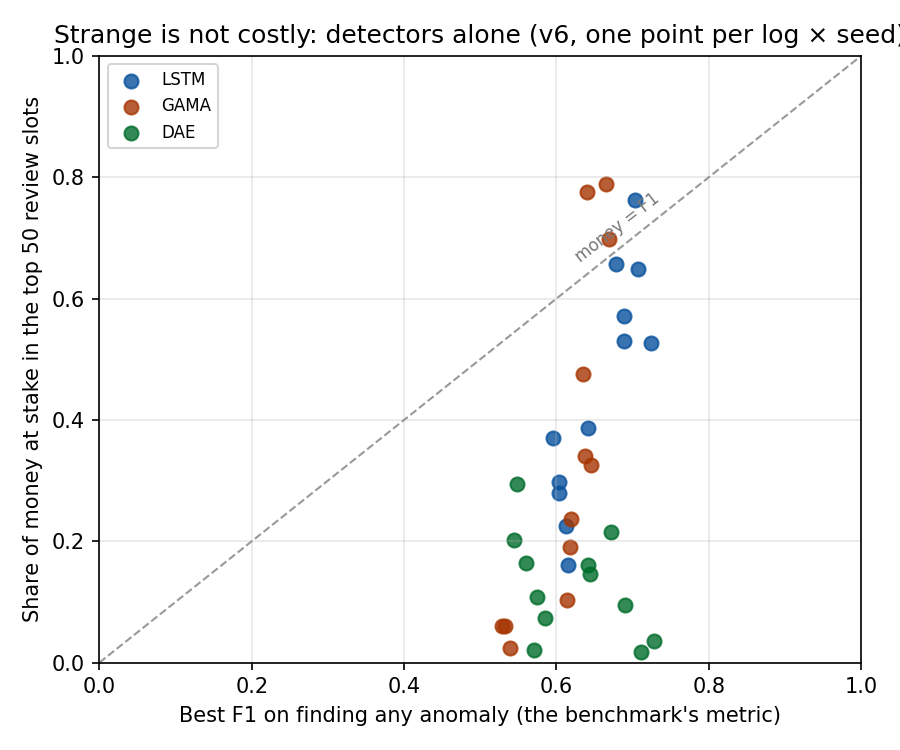 Strange is not costly: detectors alone (v6, one point per log × seed)
LSTM
GAMA
DAE
money = F1
Share of money at stake in the top 50 review slots
1.0
0.8
0.6
0.4
0.2
0.0
0.0 0.2 0.4 0.6 0.8 1.0
Best F1 on finding any anomaly (the benchmark's metric)